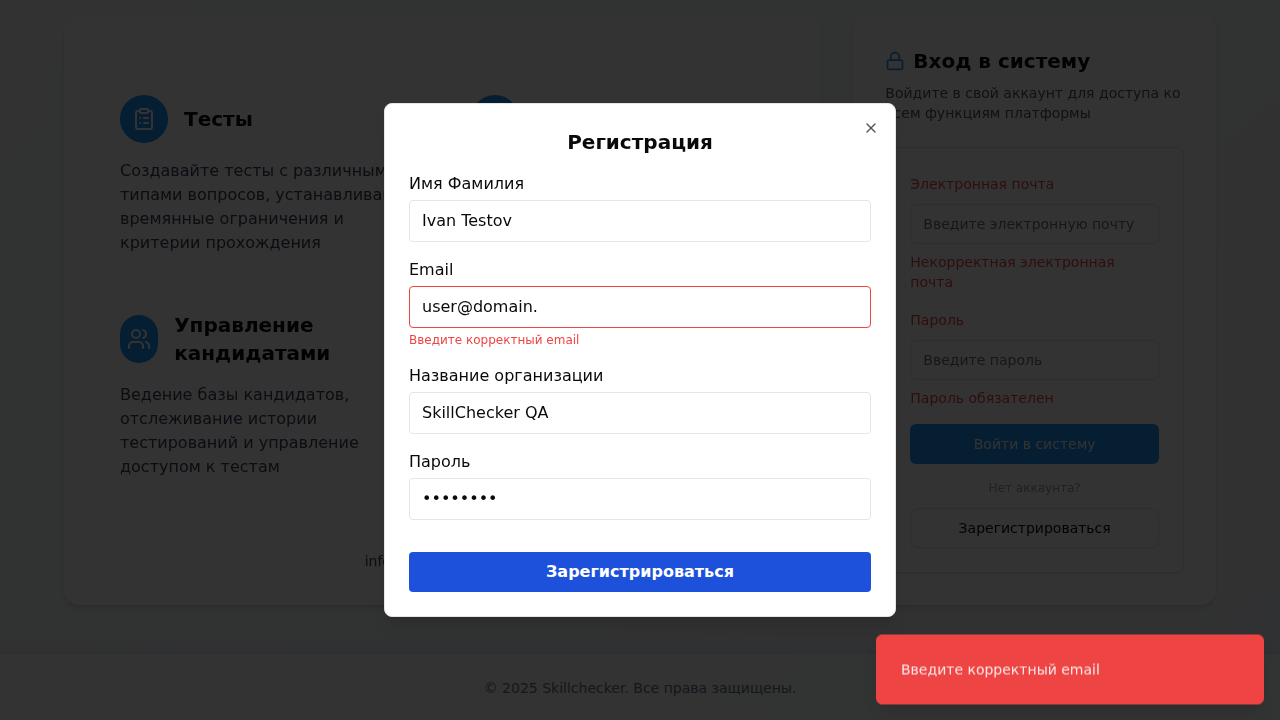 Тесты
Создавайте тесты с различным
типами вопросов, устанавлива
времянные ограничения и
критерии прохождения
Управление
кандидатами
Ведение базы кандидатов,
отслеживание истории
тестирований и управление
доступом к тестам
Регистрация
Имя Фамилия
Ivan Testov
Email
user@domain.
Введите корректный email
Название организации
SkillChecker QA
Пароль
••••••••
Зарегистрироваться
Вход в систему
Войдите в свой аккаунт для доступа ко
всем функциям платформы
Электронная почта
Введите электронную почту
Некорректная электронная
почта
Пароль
Введите пароль
Пароль обязателен
Войти в систему
Нет аккаунта?
Зарегистрироваться
© 2025 Skillchecker. Все права защищены.
Введите корректный email